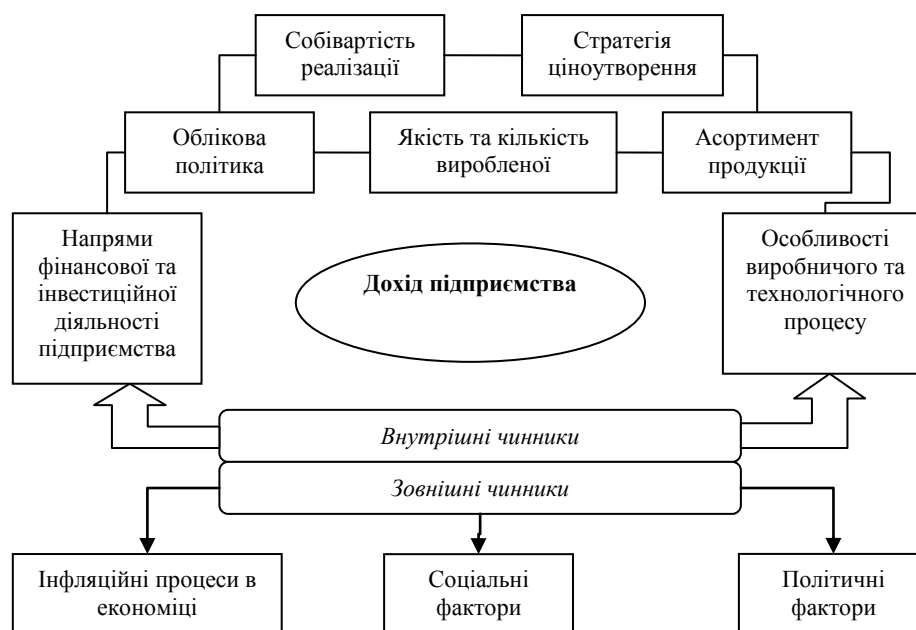 Собівартість
реалізації
Стратегія
ціноутворення
Облікова
політика
Якість та кількість
виробленої
Асортимент
продукції
Напрями
фінансової та
інвестиційної
діяльності
підприємства
Дохід підприємства
Особливості
виробничого та
технологічного
процесу
Внутрішні чинники
Зовнішні чинники
Інфляційні процеси в
економіці
Соціальні
фактори
Політичні
фактори